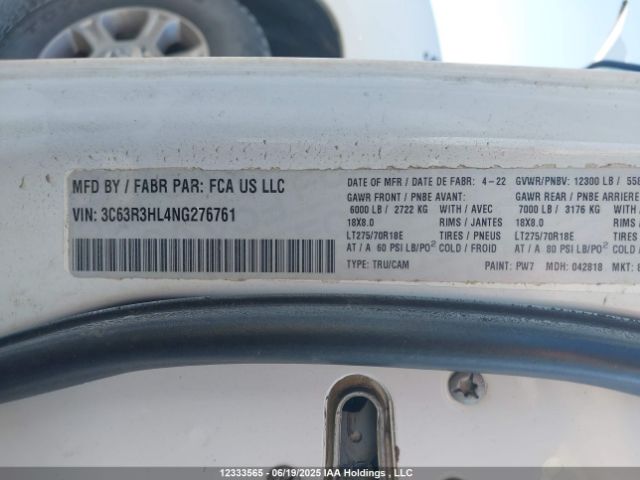 MFD BY / FABR PAR: FCA US LLC
VIN: 3C63R3HL4NG276761
DATE OF MFR / DATE DE FABR: 4-22 GVWR/PNBV: 12300 LB /
GAWR FRONT / PNBE AVANT: GAWR REAR / PNBE ARRIERE
6000 LB / 2722 KG WITH / AVEC 7000 LB / 3176 KG WITH /
18X8.0 RIMS / JANTES 18X8.0 RIMS /
LT275/70R18E TIRES / PNEUS LT275/70R18E TIRES /
AT / A 60 PSI LB/PO² COLD / FROID AT / A 80 PSI LB/PO² COLD /
TYPE: TRU/CAM PAINT: PW7 MDH: 042818 MKT:
12333565 - 06/19/2025 IAAI Holdings , LLC